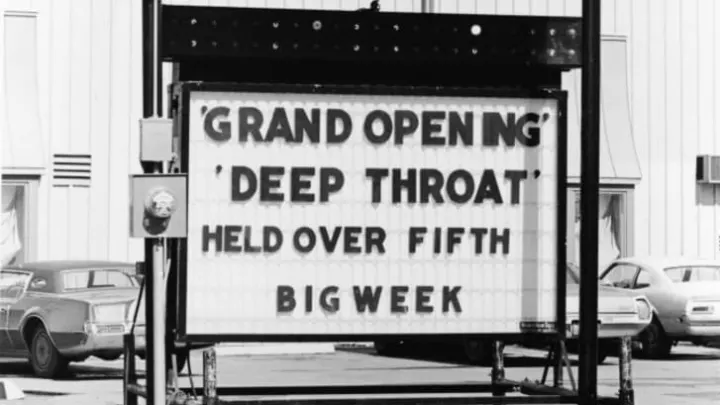 'GRAND OPENING'
'DEEP THROAT'
HELD OVER FIFTH
BIG WEEK